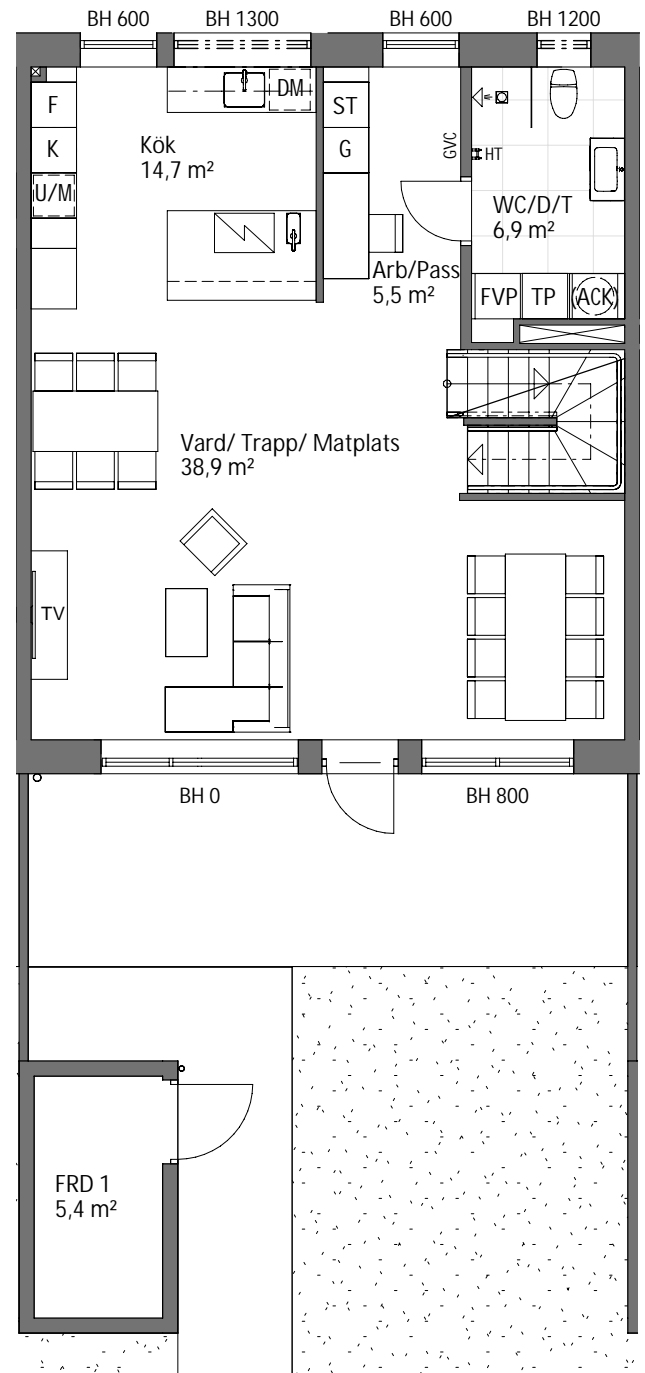 BH 600
BH 1300
BH 600
BH 1200
F
DM
ST
K
Kök
14,7 m²
G
GVC
HT
U/M
WC/D/T
6,9 m²
Arb/Pass
5,5 m²
FVP
TP
(ACK)
Vard/ Trapp/ Matplats
38,9 m²
TV
BH 0
BH 800
FRD 1
5,4 m²